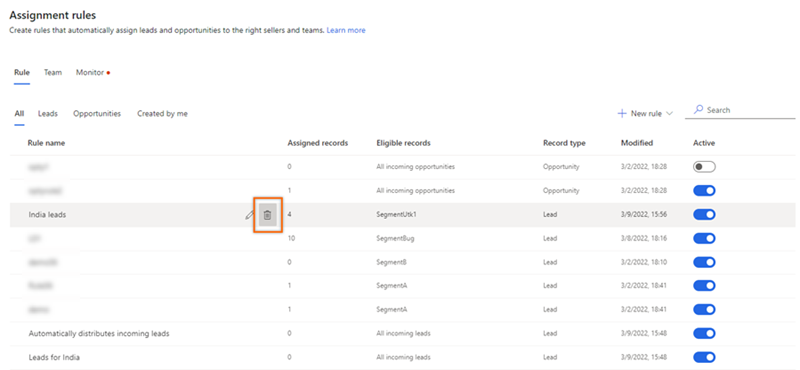 Assignment rules
Create rules that automatically assign leads and opportunities to the right sellers and teams. Learn more
Rule Team Monitor
All Leads Opportunities Created by me New rule Search
Rule name Assigned records Eligible records Record type Modified Active
0 All incoming opportunities Opportunity 3/2/2022, 18:28
1 All incoming opportunities Opportunity 3/2/2022, 18:28
India leads 4 SegmentUtk1 Lead 3/9/2022, 15:56
10 SegmentBug Lead 3/8/2022, 18:16
0 SegmentB Lead 3/2/2022, 18:10
1 SegmentA Lead 3/2/2022, 18:41
1 SegmentA Lead 3/2/2022, 18:41
Automatically distributes incoming leads 0 All incoming leads Lead 3/9/2022, 15:48
Leads for India 0 All incoming leads Lead 3/9/2022, 15:48